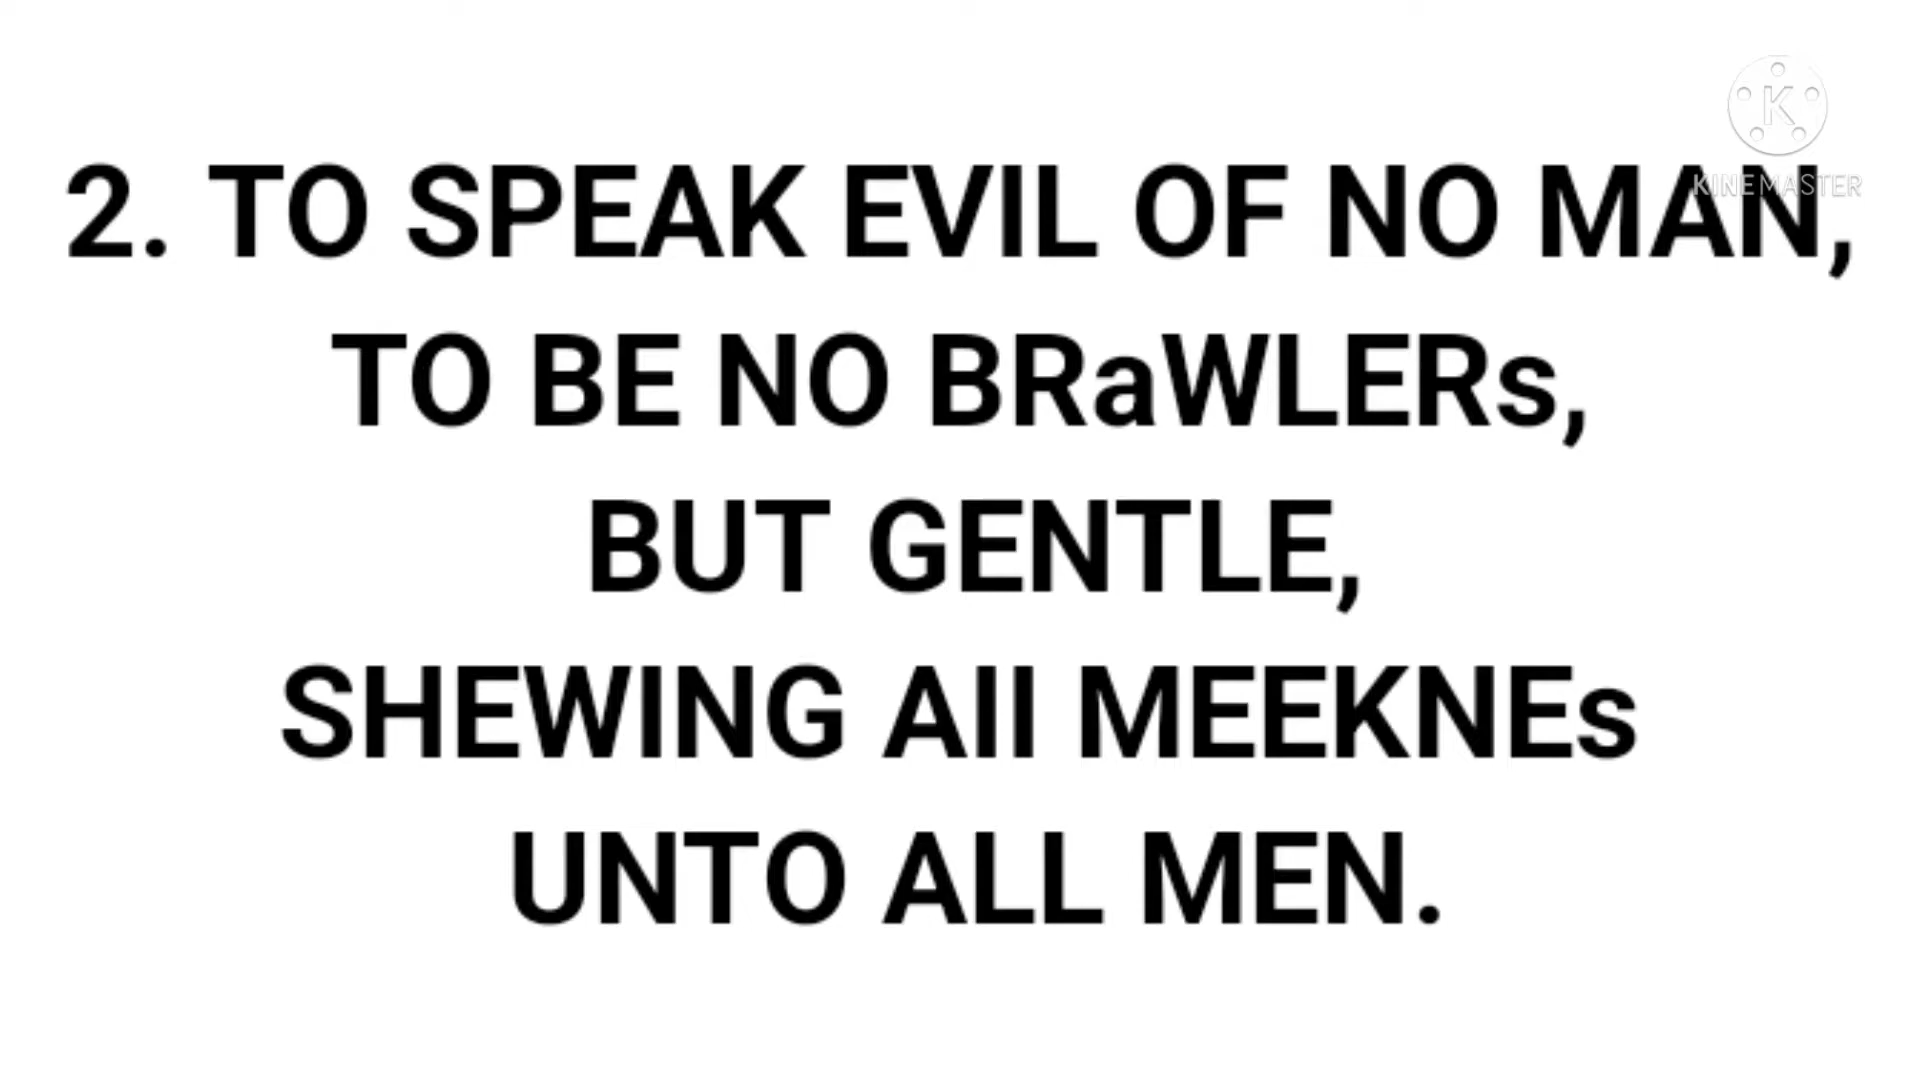 K
KINEMASTER
2. TO SPEAK EVIL OF NO MAN,
TO BE NO BRaWLERs,
BUT GENTLE,
SHEWING All MEEKNEs
UNTO ALL MEN.